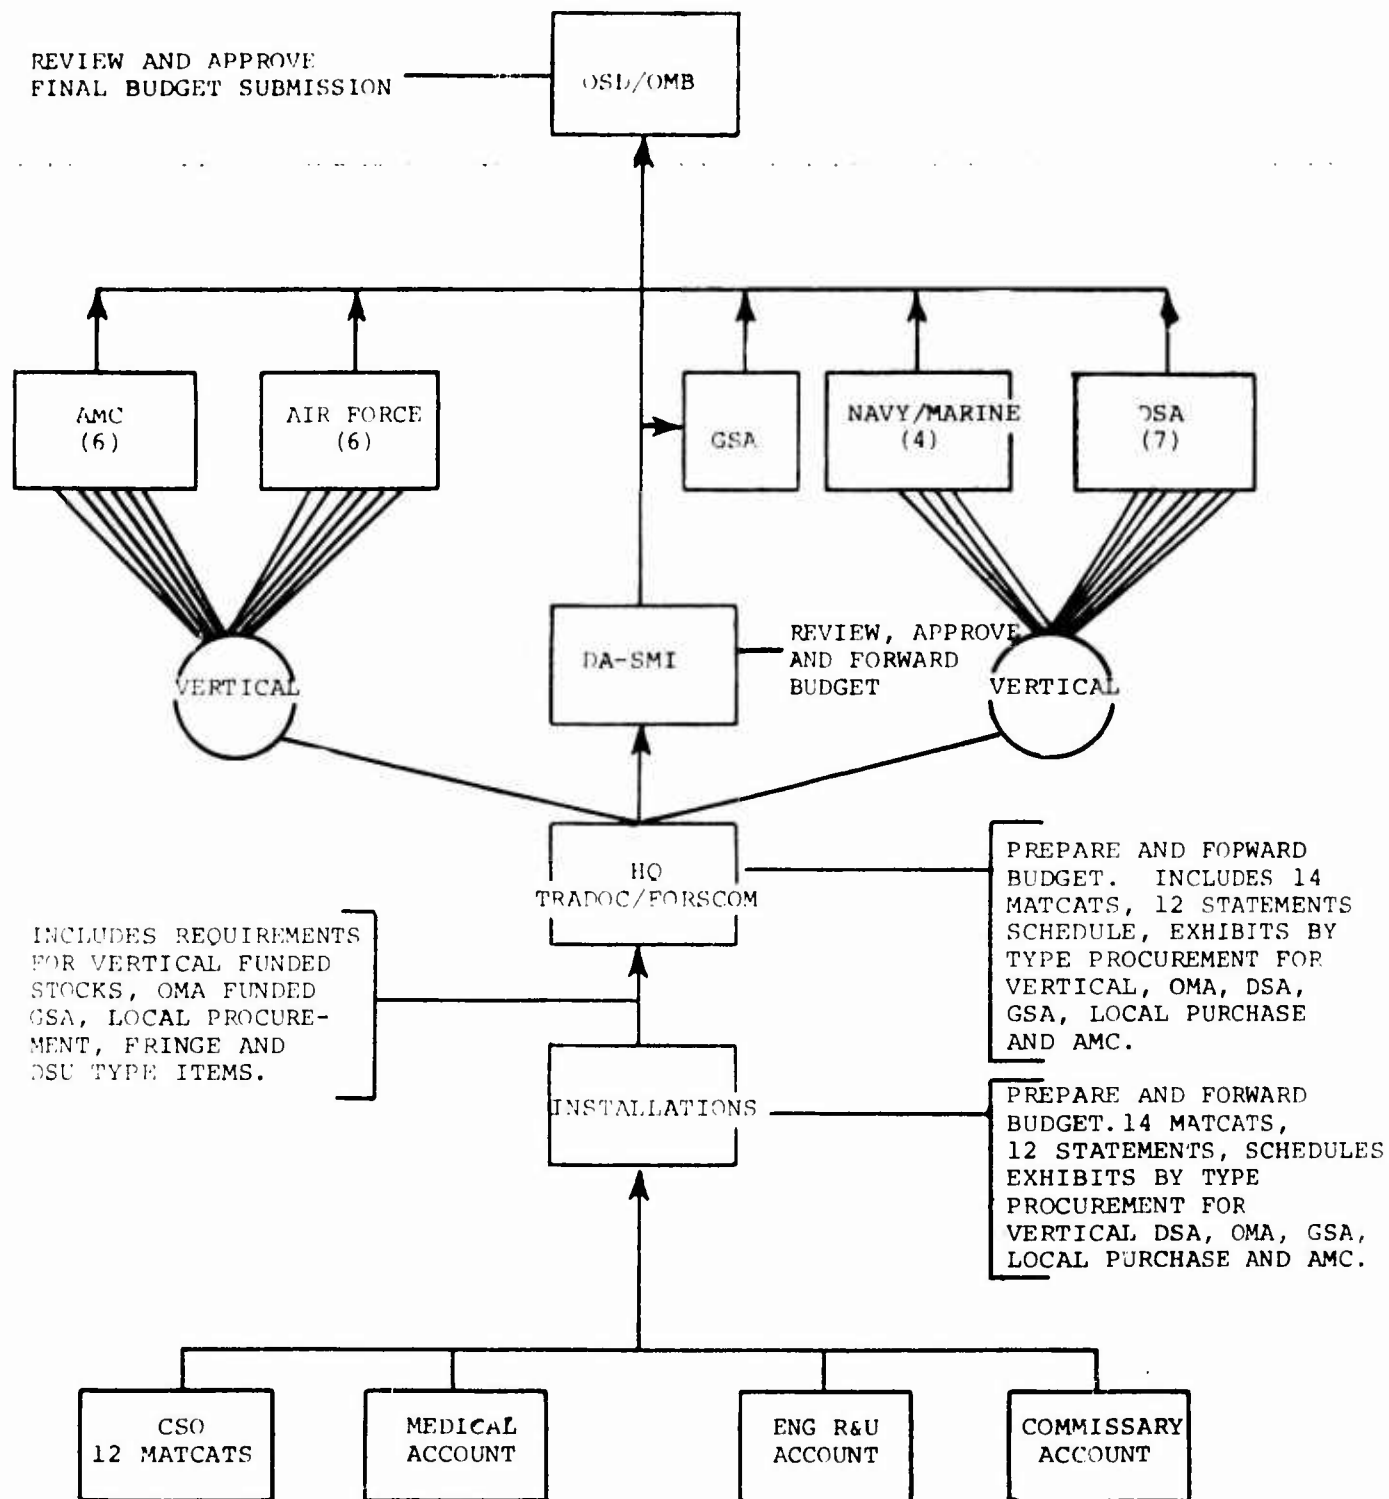 REVIEW AND APPROVE
FINAL BUDGET SUBMISSION
OSD/OMB
AMC
(6)
AIR FORCE
(6)
GSA
NAVY/MARINE
(4)
DSA
(7)
VERTICAL
DA-SMI
REVIEW, APPROVE
AND FORWARD
BUDGET
VERTICAL
HQ
TRADOC/FORSCOM
PREPARE AND FOPWARD
BUDGET. INCLUDES 14
MATCATS, 12 STATEMENTS
SCHEDULE, EXHIBITS BY
TYPE PROCUREMENT FOR
VERTICAL, OMA, DSA,
GSA, LOCAL PURCHASE
AND AMC.
INCLUDES REQUIREMENTS
FOR VERTICAL FUNDED
STOCKS, OMA FUNDED
GSA, LOCAL PROCURE-
MENT, FRINGE AND
DSU TYPE ITEMS.
INSTALLATIONS
PREPARE AND FORWARD
BUDGET. 14 MATCATS,
12 STATEMENTS, SCHEDULES
EXHIBITS BY TYPE
PROCUREMENT FOR
VERTICAL DSA, OMA, GSA,
LOCAL PURCHASE AND AMC.
CSO
12 MATCATS
MEDICAL
ACCOUNT
ENG R&U
ACCOUNT
COMMISSARY
ACCOUNT